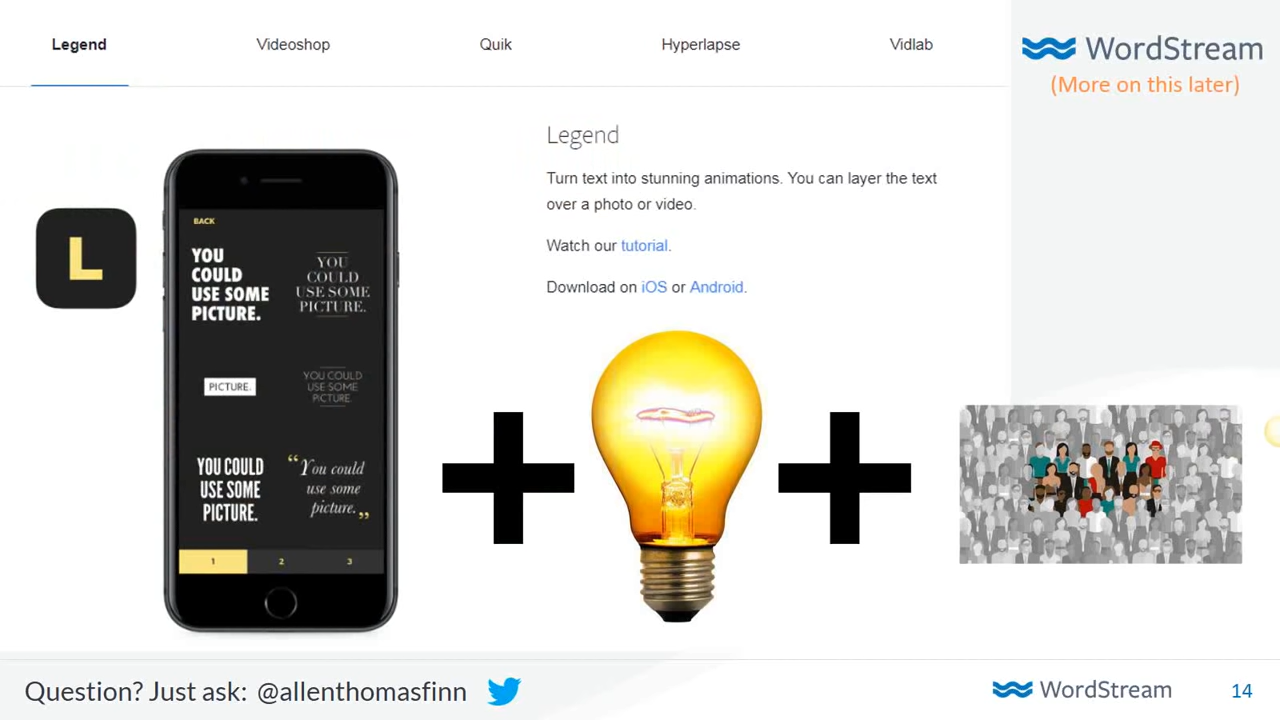 Legend Videoshop Quik Hyperlapse Vidlab
WordStream
(More on this later)
Legend
Turn text into stunning animations. You can layer the text
over a photo or video.
Watch our tutorial.
Download on iOS or Android.
L
BACK
YOU
COULD
USE SOME
PICTURE.
YOU
COULD
USE SOME
PICTURE.
PICTURE.
YOU COULD
USE SOME
PICTURE.
YOU COULD
USE SOME
PICTURE.
“You could
use some
picture.”
1 2 3
Question? Just ask: @allenthomasfinn
WordStream 14